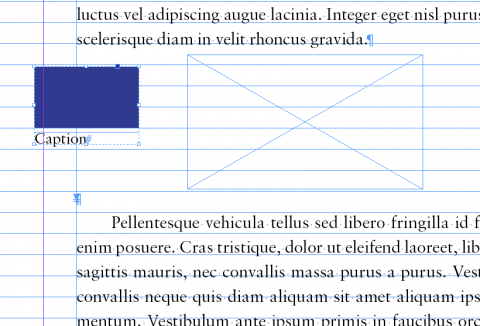 luctus vel adipiscing augue lacinia. Integer eget nisl purus
scelerisque diam in velit rhoncus gravida.¶
Caption#
¶
Pellentesque vehicula tellus sed libero fringilla id f
enim posuere. Cras tristique, dolor ut eleifend laoreet, lib
sagittis mauris, nec convallis massa purus a purus. Vest
convallis neque quis diam aliquam sit amet aliquam ips
mentum. Vestibulum ante ipsum primis in faucibus orc